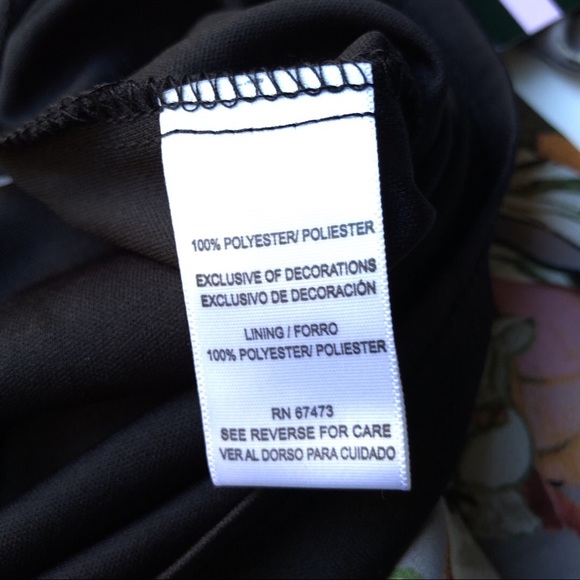 100% POLYESTER/ POLIESTER
EXCLUSIVE OF DECORATIONS
EXCLUSIVO DE DECORACIÓN
LINING / FORRO
100% POLYESTER/ POLIESTER
RN 67473
SEE REVERSE FOR CARE
VER AL DORSO PARA CUIDADO